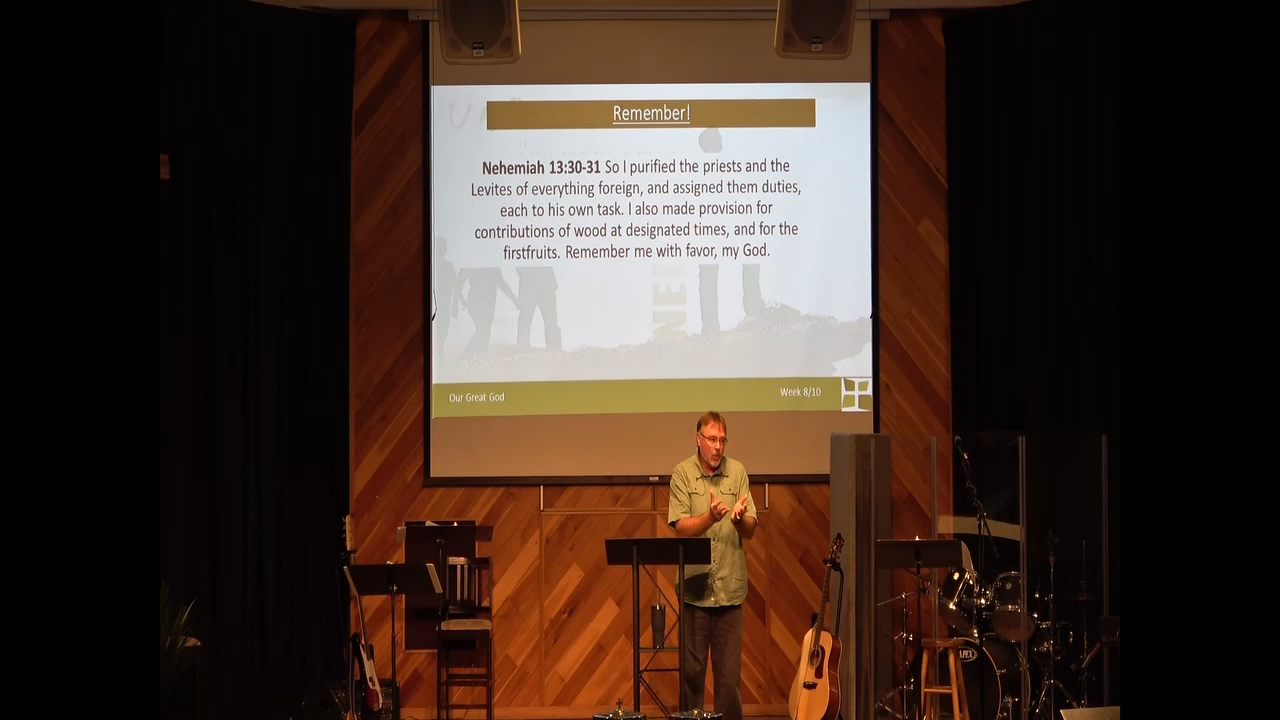 Remember!
Nehemiah 13:30-31 So I purified the priests and the
Levites of everything foreign, and assigned them duties,
each to his own task. I also made provision for
contributions of wood at designated times, and for the
firstfruits. Remember me with favor, my God.
NE
Our Great God
Week 8/10